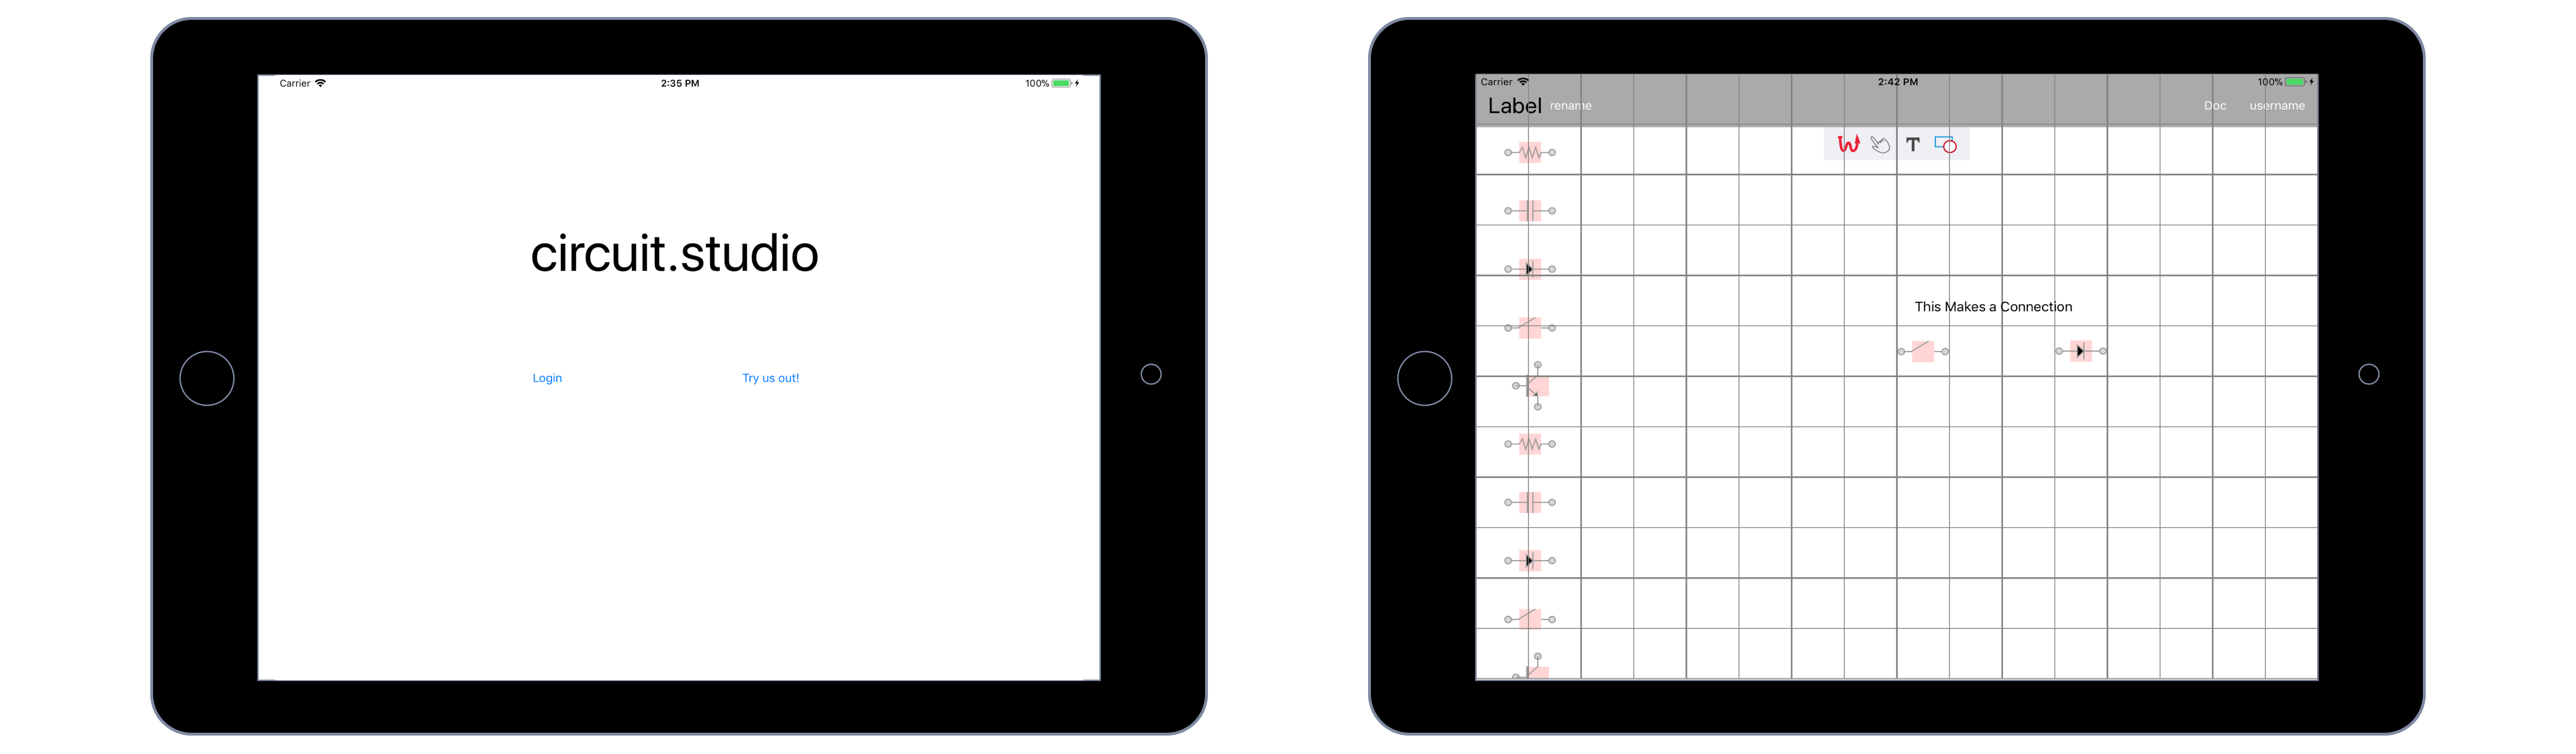 Carrier 2:35 PM 100%
circuit.studio
Login Try us out!
Carrier 2:42 PM 100%
Label rename Doc username
T
This Makes a Connection